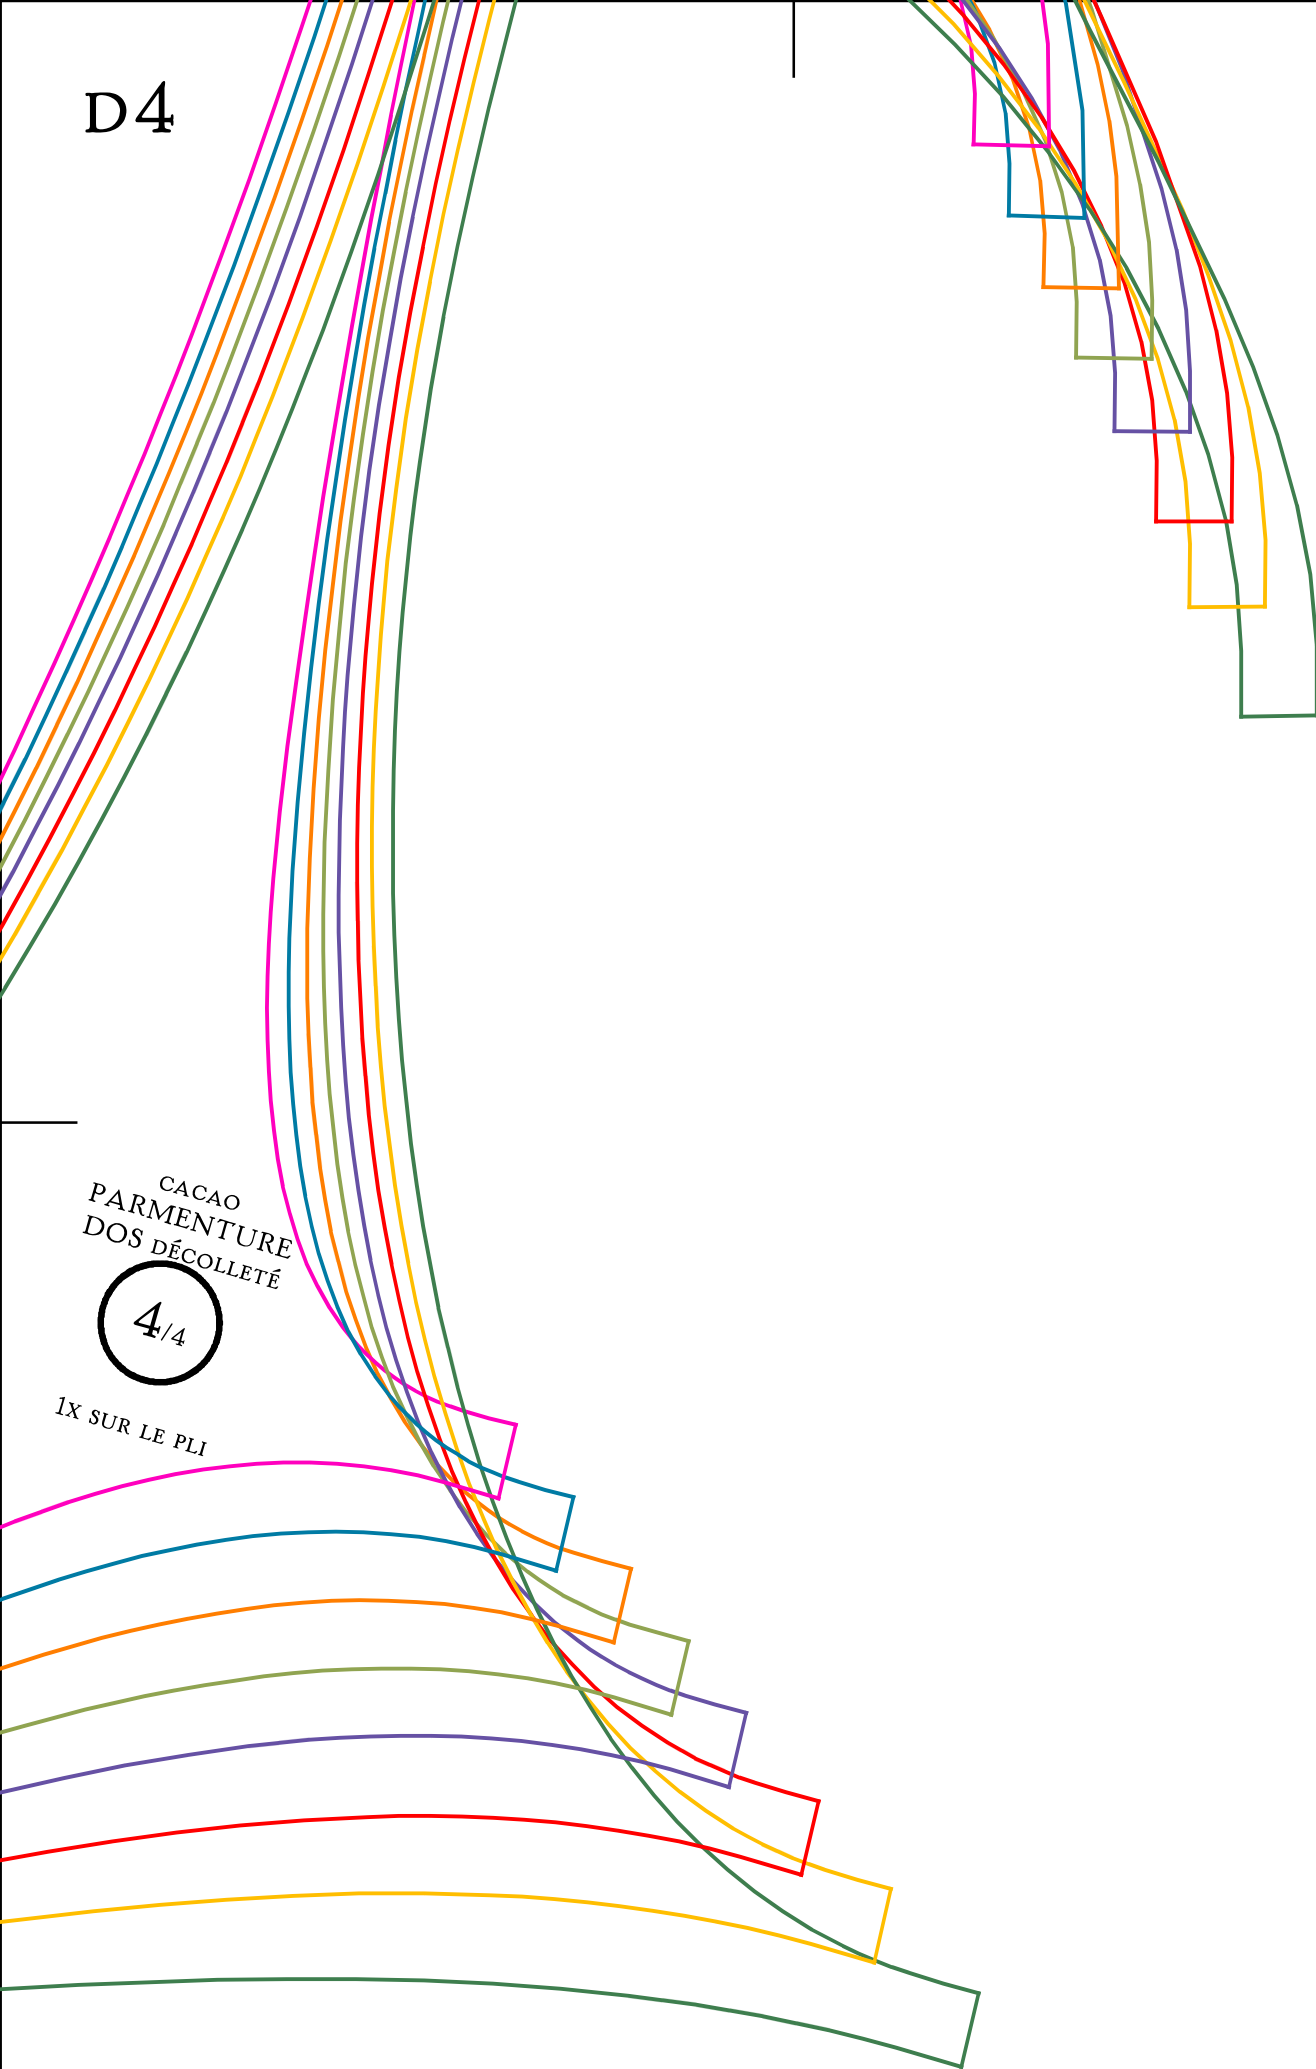 D4
CACAO
PARMENTURE
DOS DÉCOLLETÉ
4/4
1X SUR LE PLI